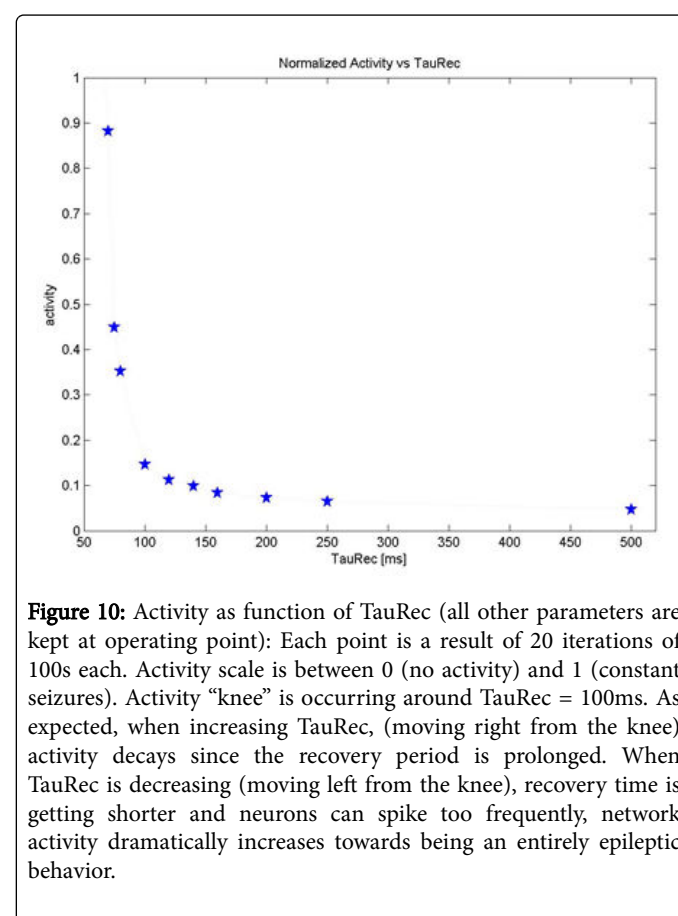 Normalized Activity vs TauRec
1
0.9
0.8
0.7
0.6
0.5
0.4
0.3
0.2
0.1
0
activity
50 100 150 200 250 300 350 400 450 500
TauRec [ms]
Figure 10: Activity as function of TauRec (all other parameters are
kept at operating point): Each point is a result of 20 iterations of
100s each. Activity scale is between 0 (no activity) and 1 (constant
seizures). Activity “knee” is occurring around TauRec = 100ms. As
expected, when increasing TauRec, (moving right from the knee)
activity decays since the recovery period is prolonged. When
TauRec is decreasing (moving left from the knee), recovery time is
getting shorter and neurons can spike too frequently, network
activity dramatically increases towards being an entirely epileptic
behavior.